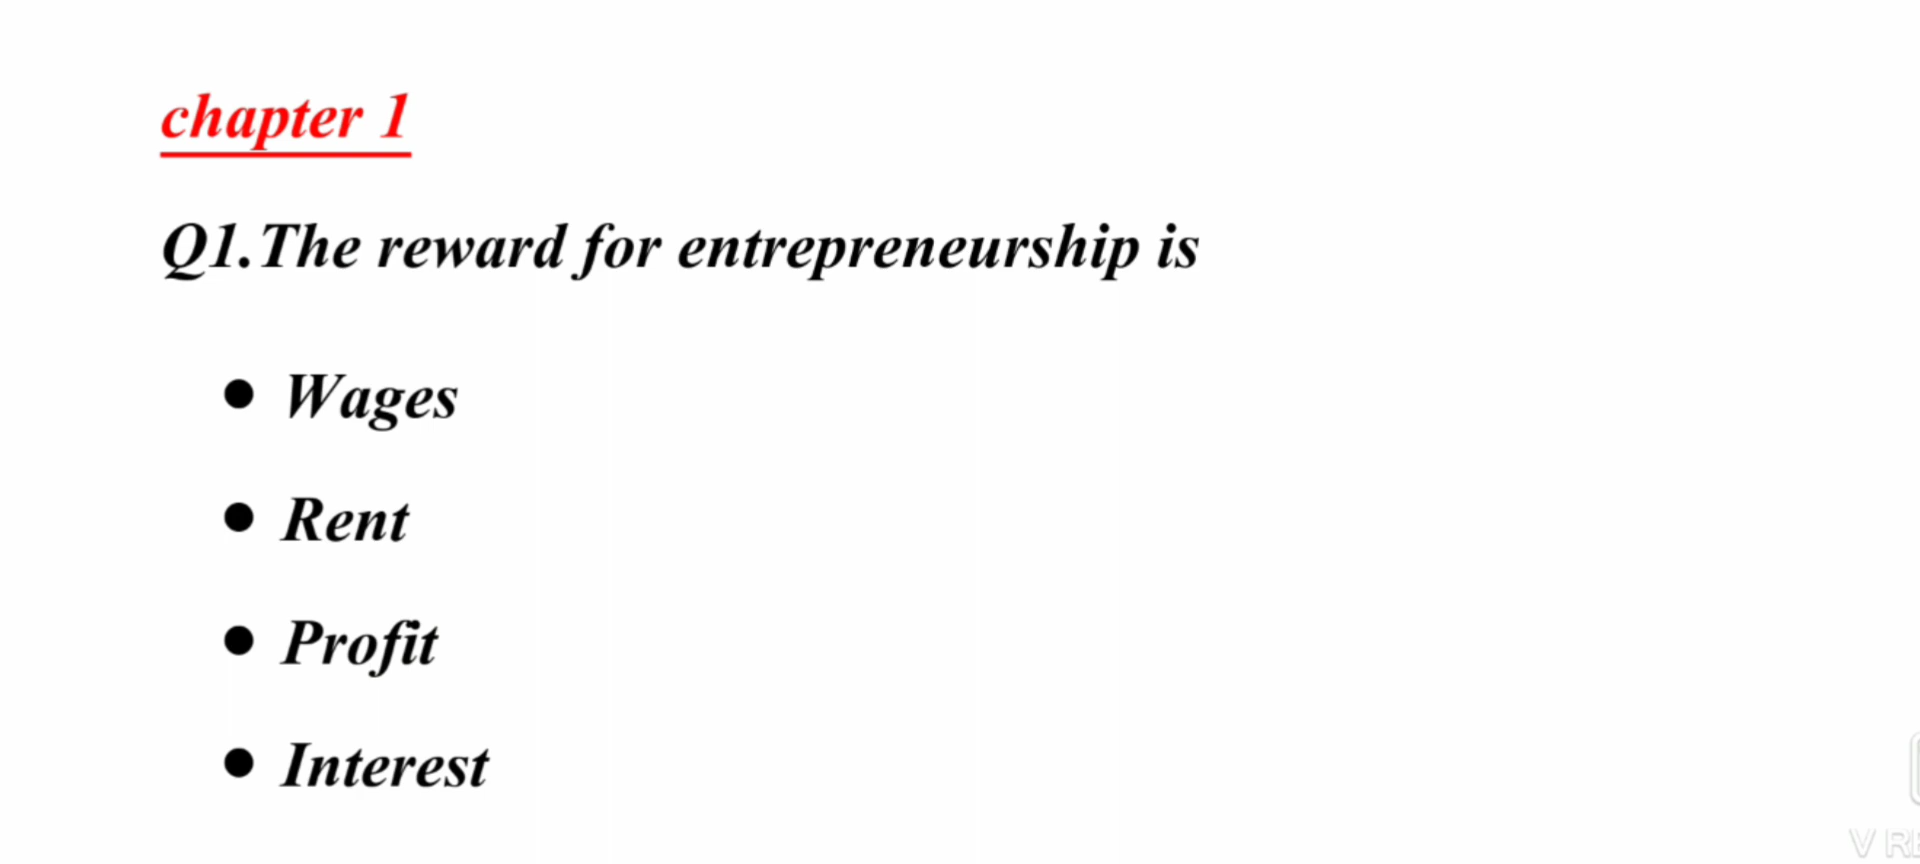 chapter 1
Q1.The reward for entrepreneurship is
● Wages
● Rent
● Profit
● Interest